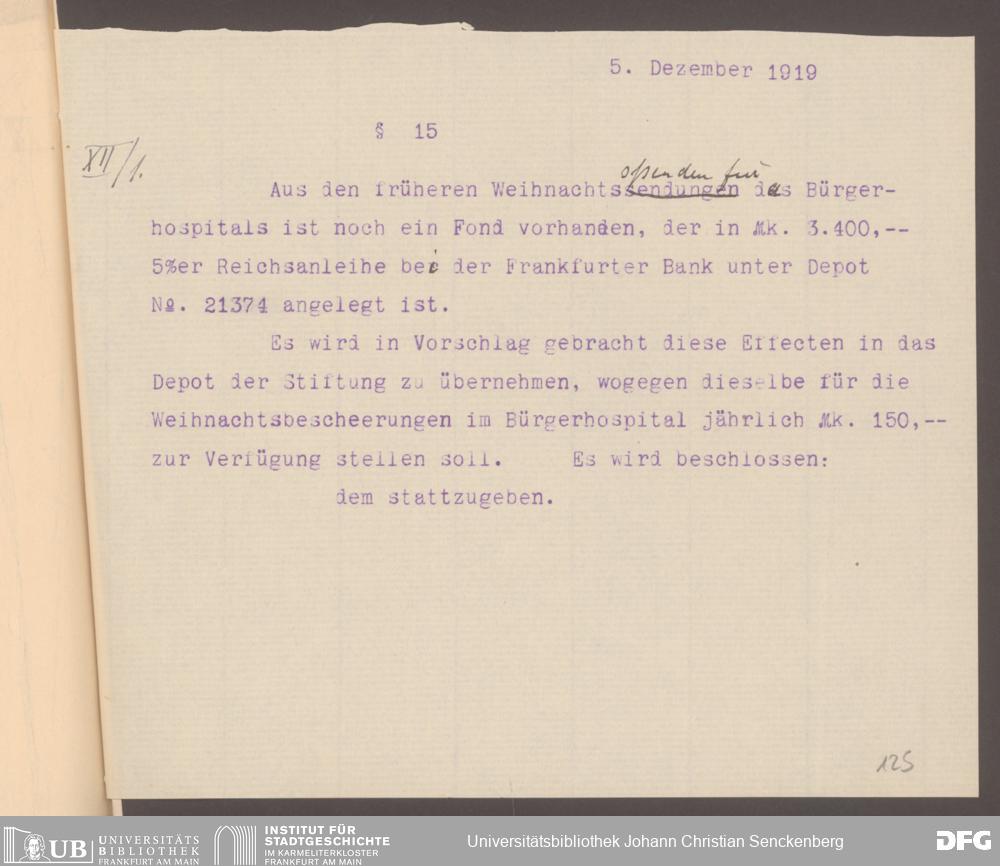 5. Dezember 1919
§ 15
XII/1.
spenden für
Aus den früheren Weihnachtssendungen das Bürger-
hospitals ist noch ein Fond vorhanden, der in Mk. 3.400,--
5%er Reichsanleihe bei der Frankfurter Bank unter Depot
No. 21374 angelegt ist.
Es wird in Vorschlag gebracht diese Effecten in das
Depot der Stiftung zu übernehmen, wogegen dieselbe für die
Weihnachtsbescheerungen im Bürgerhospital jährlich Mk. 150,--
zur Verfügung stellen soll. Es wird beschlossen:
dem stattzugeben.
125
UB UNIVERSITÄTS
BIBLIOTHEK
FRANKFURT AM MAIN
INSTITUT FÜR
STADTGESCHICHTE
IM KARMELITERKLOSTER
FRANKFURT AM MAIN
Universitätsbibliothek Johann Christian Senckenberg
DFG